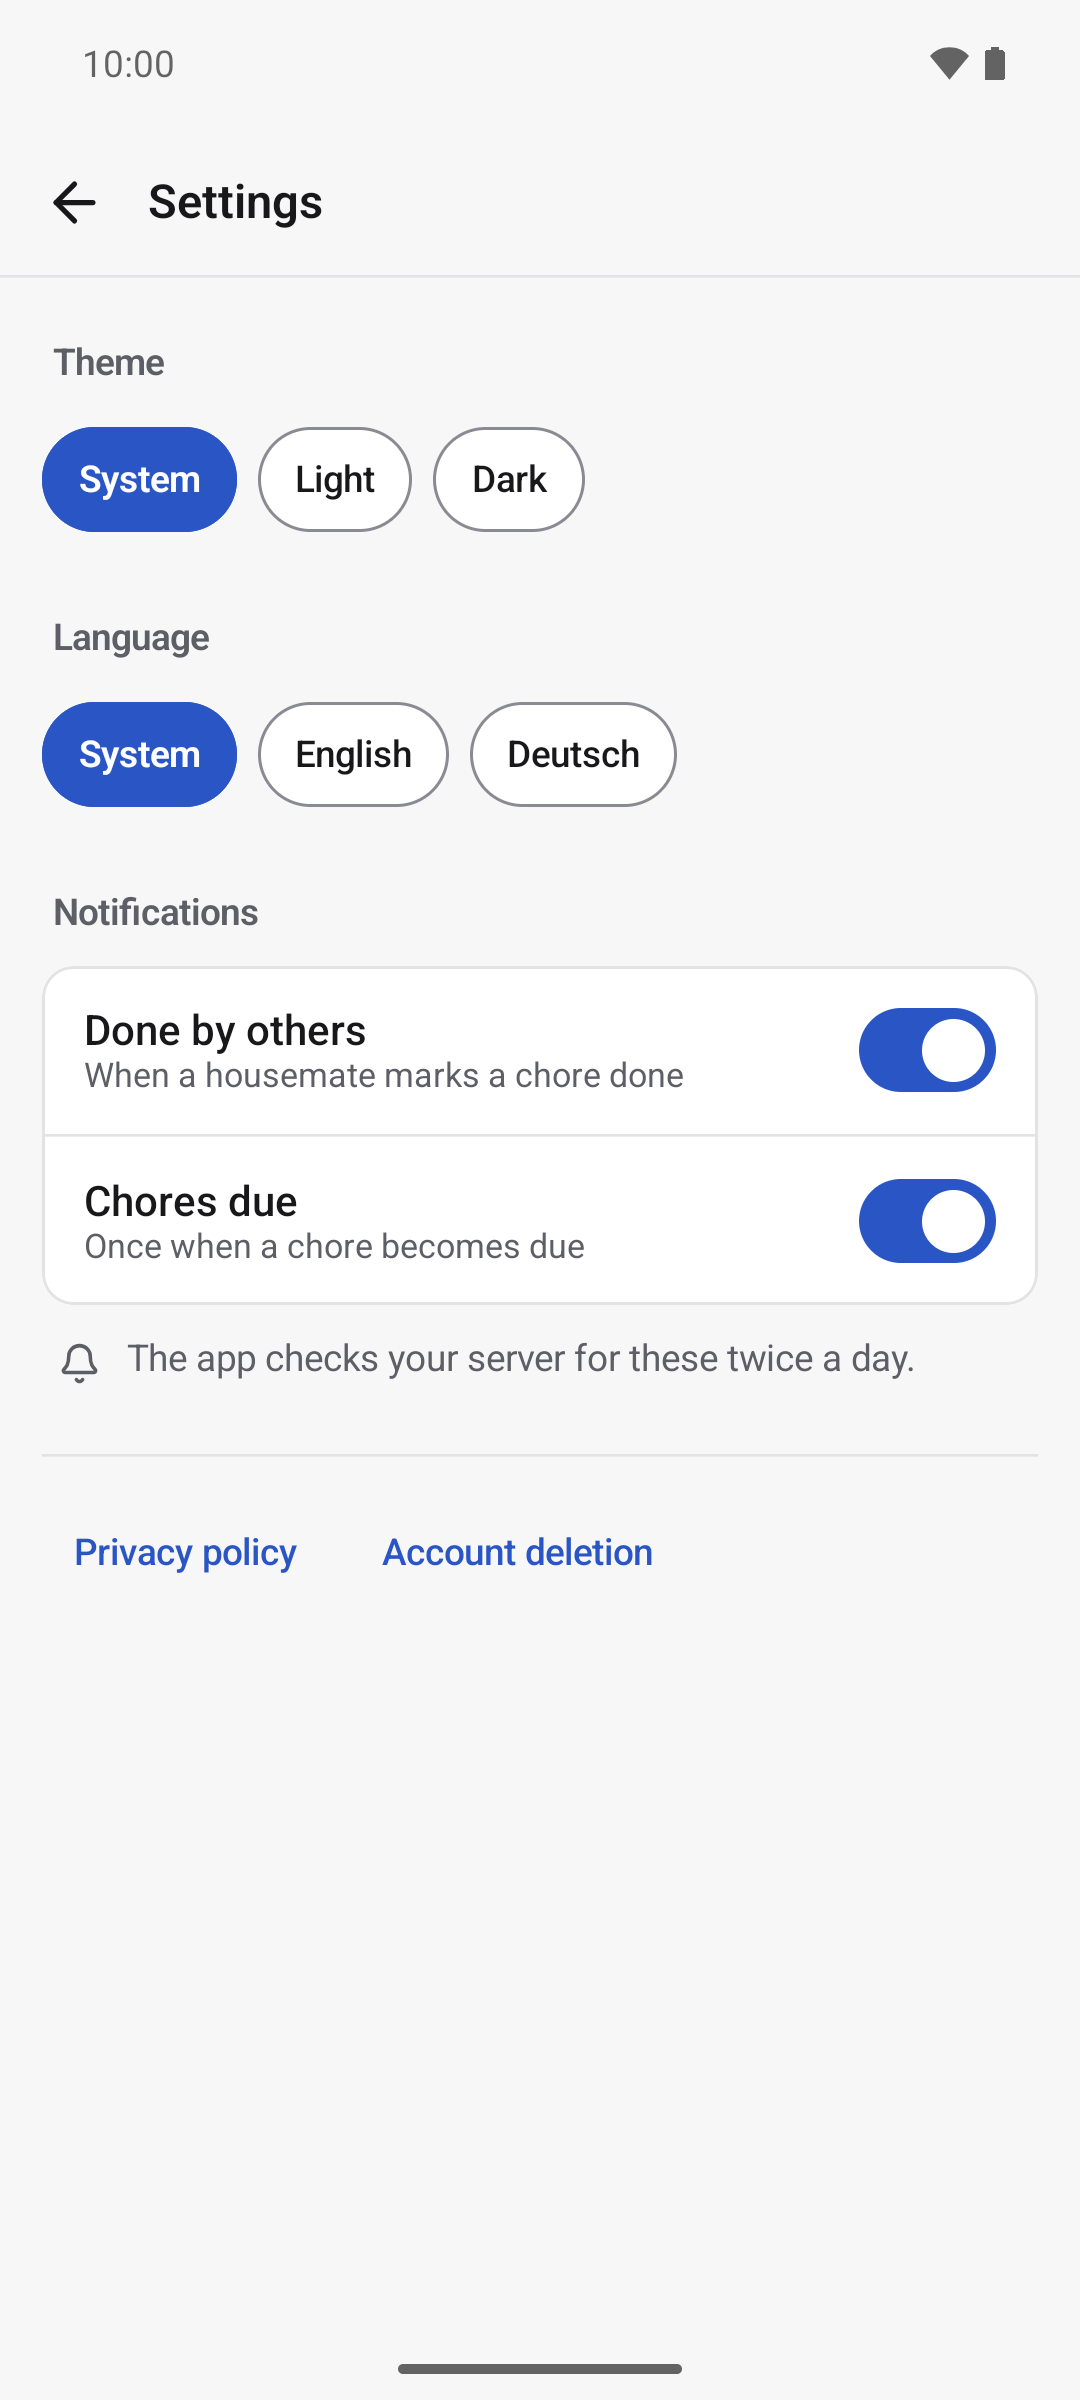 10:00
Settings
Theme
System Light Dark
Language
System English Deutsch
Notifications
Done by others
When a housemate marks a chore done
Chores due
Once when a chore becomes due
The app checks your server for these twice a day.
Privacy policy Account deletion